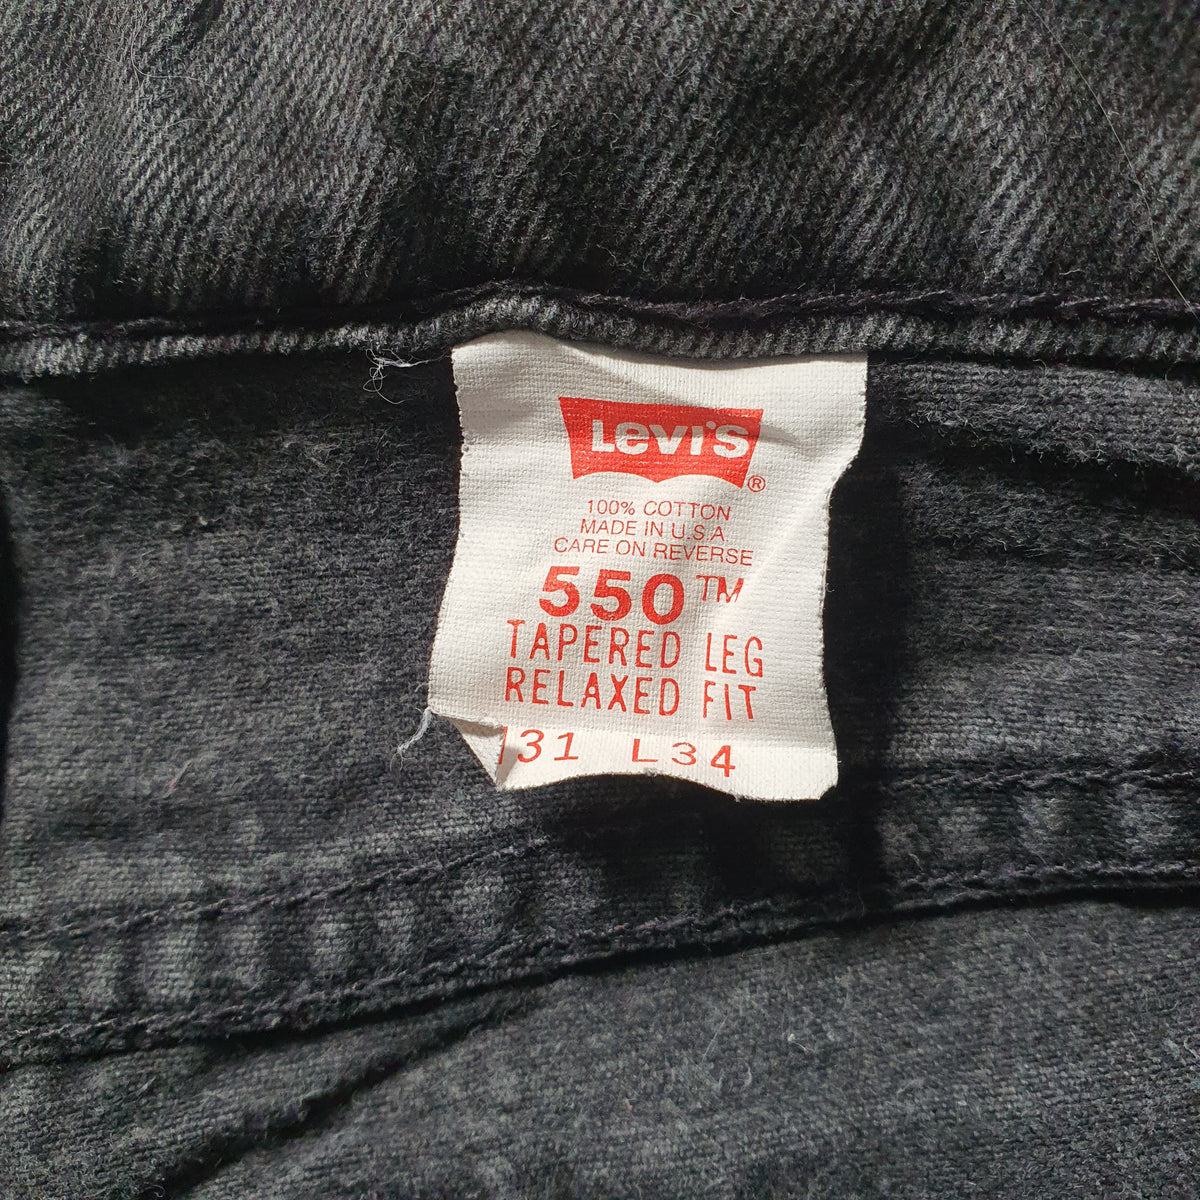 Levi's
®
100% COTTON
MADE IN U.S.A.
CARE ON REVERSE
550™
TAPERED LEG
RELAXED FIT
31 L34